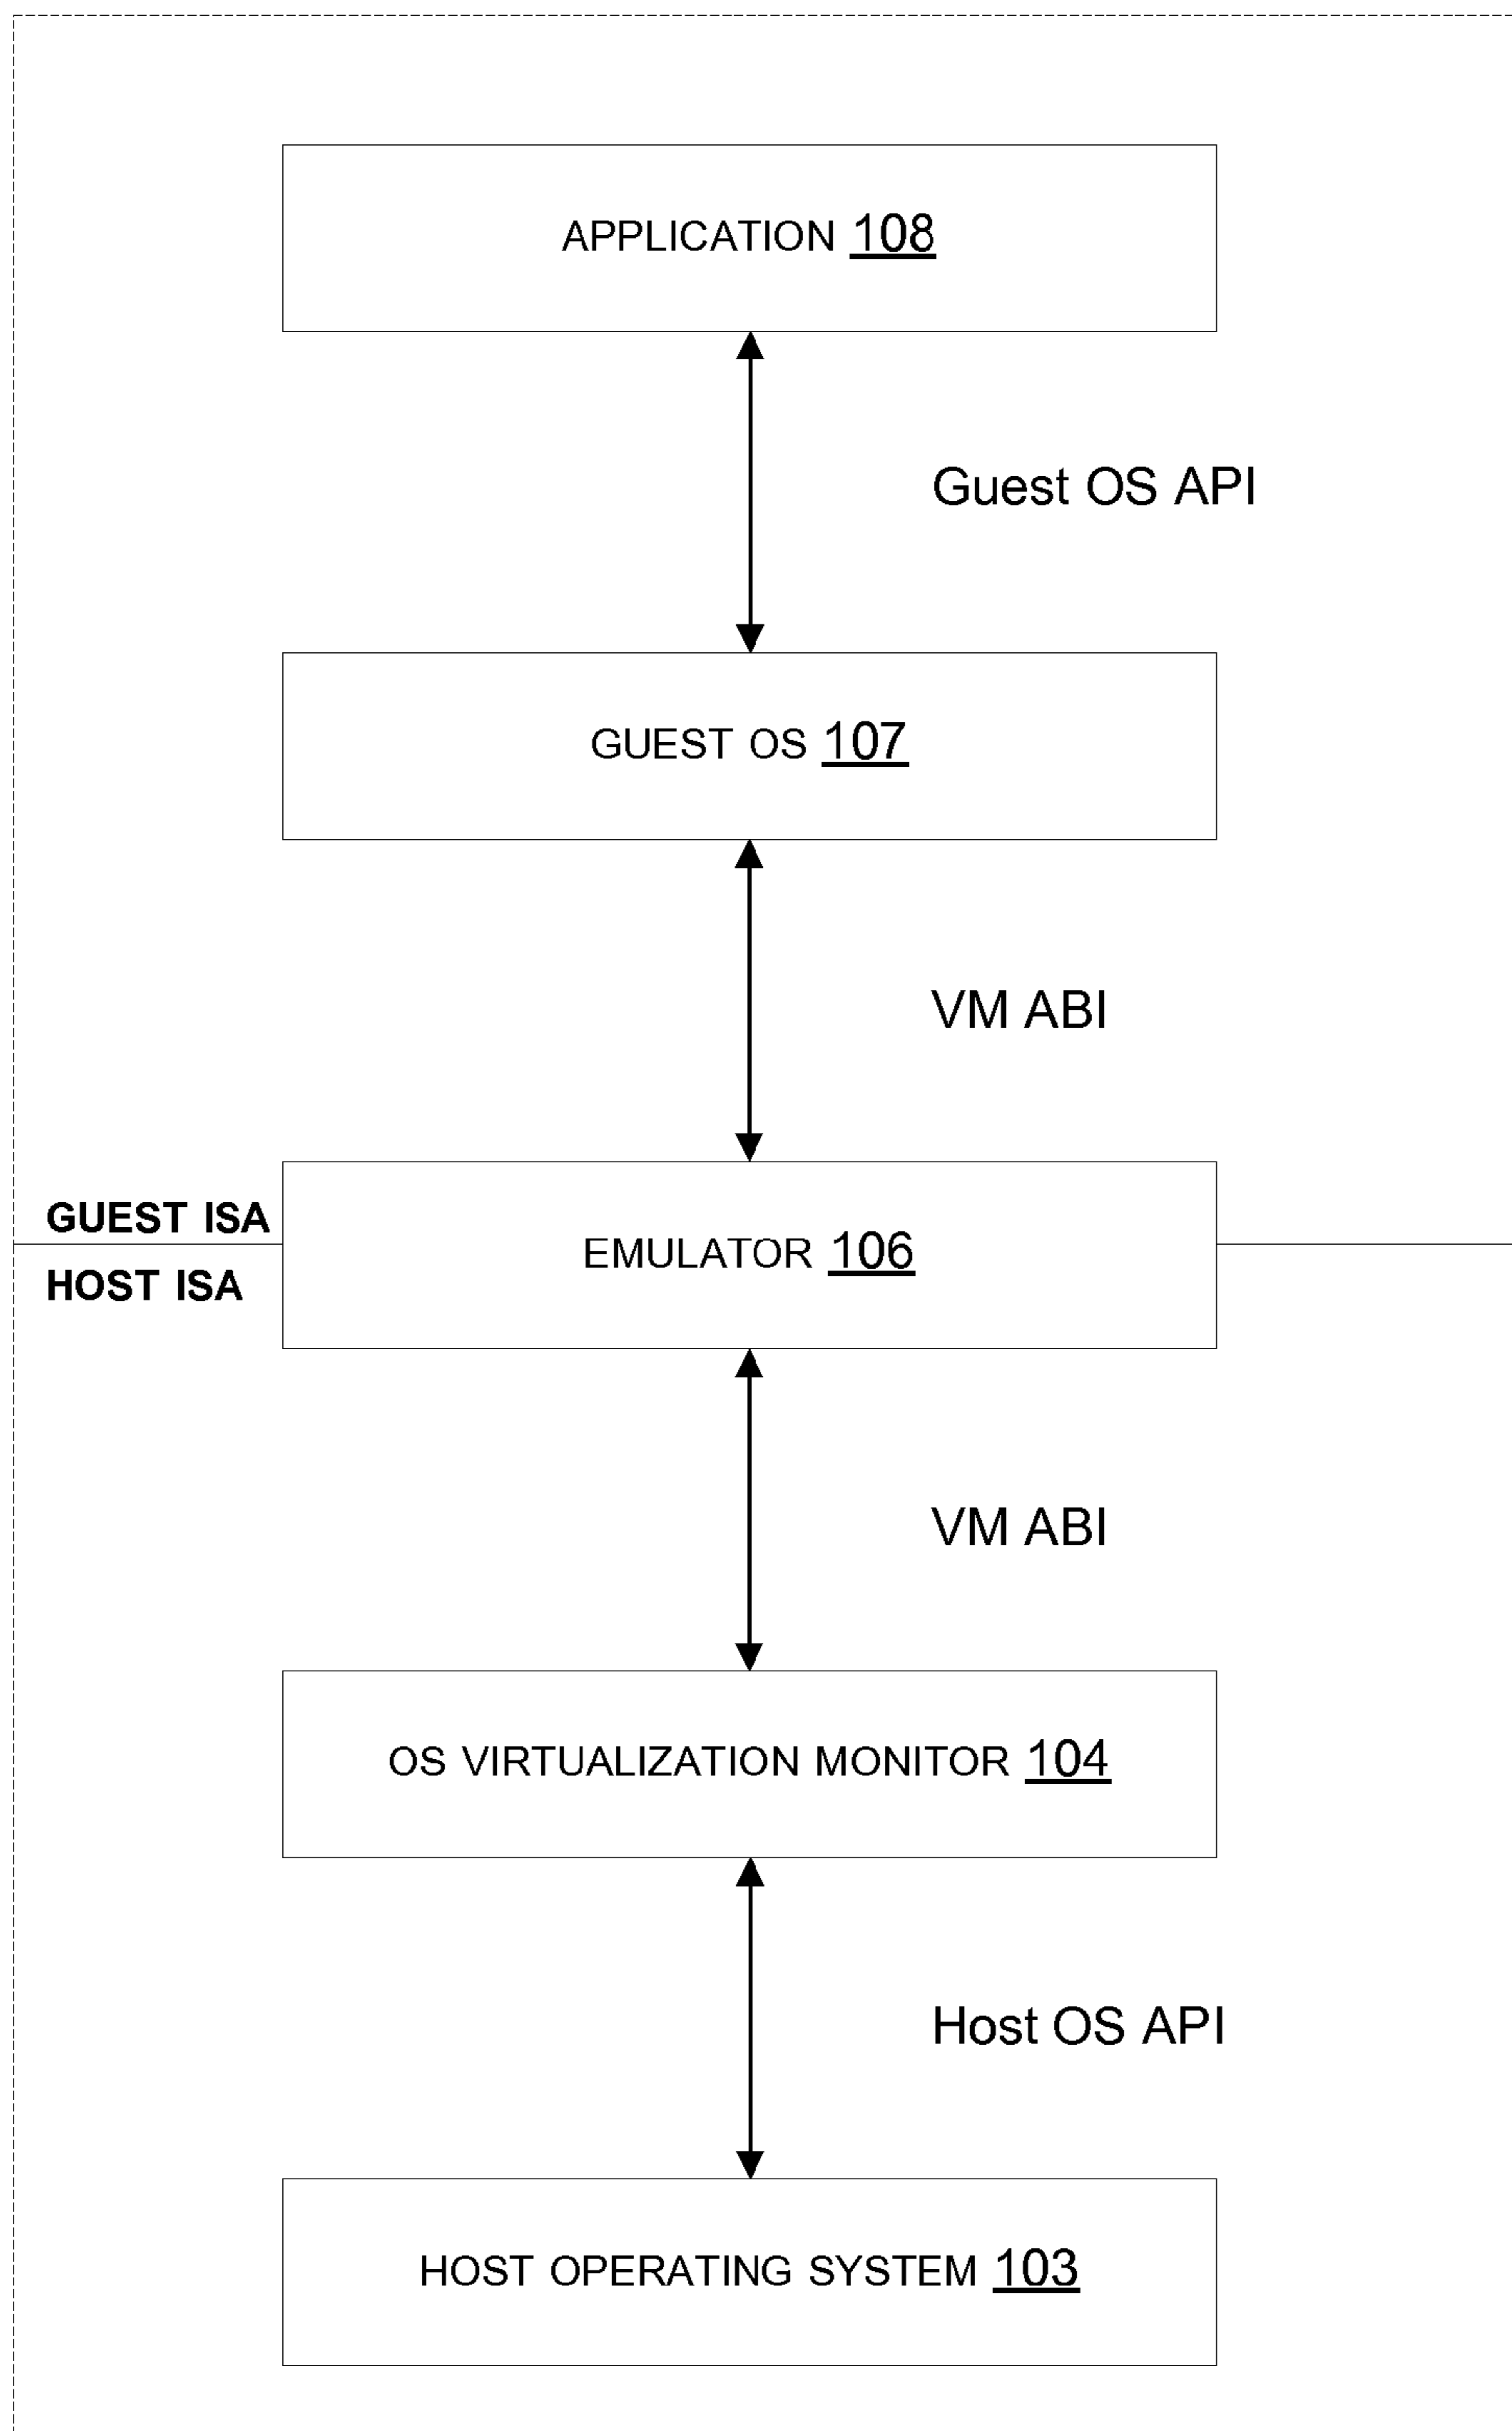 APPLICATION 108
Guest OS API
GUEST OS 107
VM ABI
GUEST ISA
EMULATOR 106
HOST ISA
VM ABI
OS VIRTUALIZATION MONITOR 104
Host OS API
HOST OPERATING SYSTEM 103